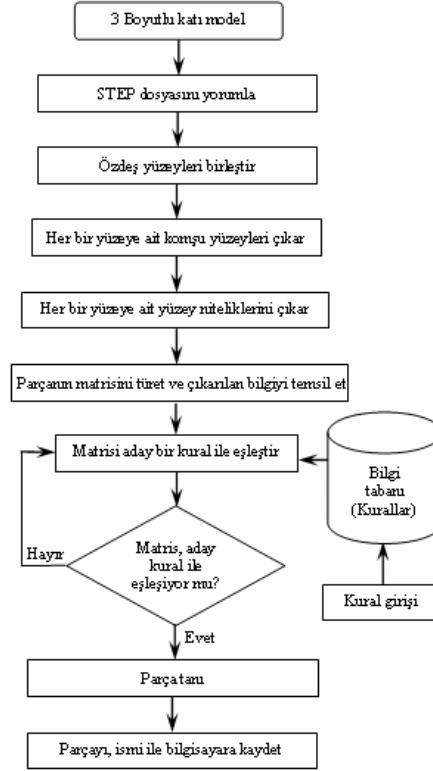 3 Boyutlu katı model
STEP dosyasını yorumla
Özdeş yüzeyleri birleştir
Her bir yüzeye ait komşu yüzeyleri çıkar
Her bir yüzeye ait yüzey niteliklerini çıkar
Parçanın matrisini türet ve çıkarılan bilgiyi temsil et
Matrisi aday bir kural ile eşleştir
Bilgi
tabanı
(Kurallar)
Hayır
Matris, aday
kural ile
eşleşiyor mu?
Kural girişi
Evet
Parça tanı
Parçayı, ismi ile bilgisayara kaydet